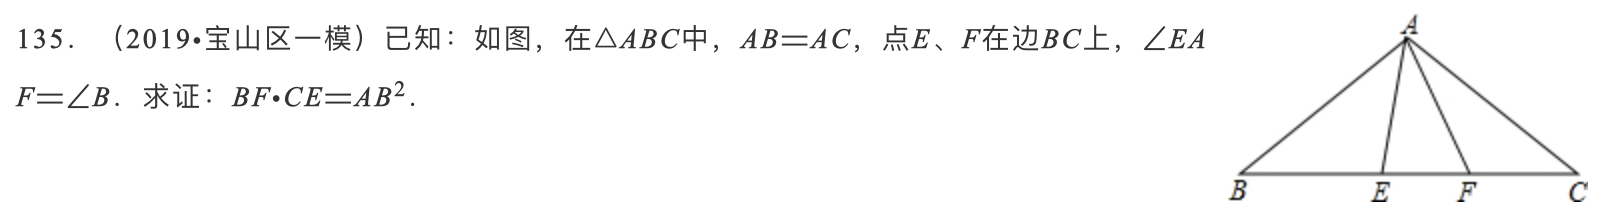 135. （2019•宝山区一模）已知：如图，在△ABC中，AB＝AC，点E、F在边BC上，∠EA
F＝∠B．求证：BF•CE＝AB²．
A
B E F C